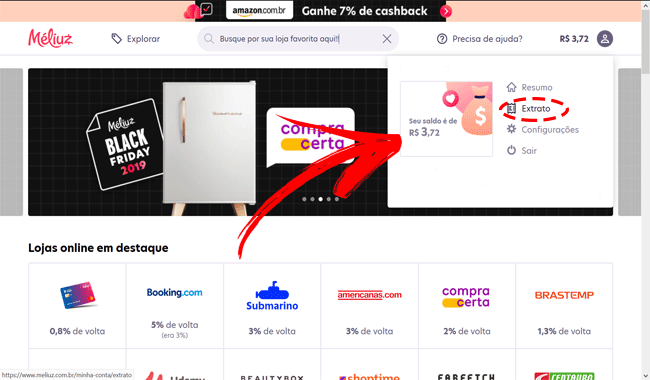 amazon.com.br Ganhe 7% de cashback
Méliuz Explorar Busque por sua loja favorita aqui! Precisa de ajuda? R$ 3,72
Resumo
Seu saldo é de
R$ 3,72
Extrato
Configurações
Sair
Méliuz
BLACK
FRIDAY
2019
compra
certa
Lojas online em destaque
Booking.com
Submarino
americanas.com
compra
certa
BRASTEMP
0,8% de volta
5% de volta
(era 3%)
3% de volta
3% de volta
2% de volta
1,3% de volta
https://www.meliuz.com.br/minha-conta/extrato
Udemy
BEAUTYBOX
shoptime
FARFETCH
CENTAURO